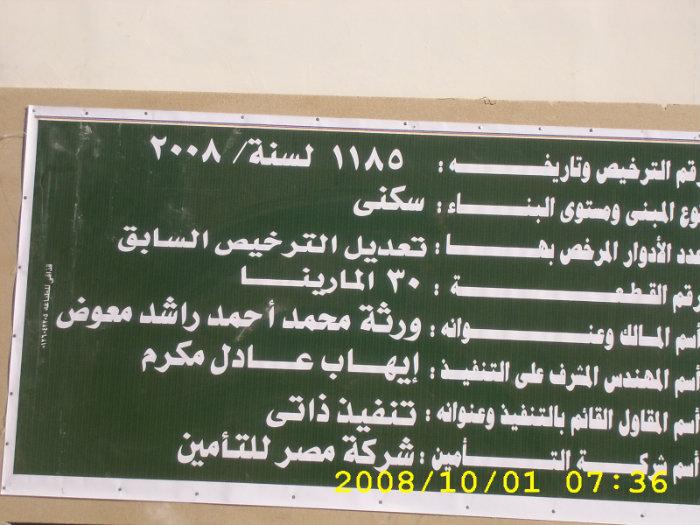 رقم الترخيص وتاريخه : ١١٨٥ لسنة/ ٢٠٠٨
نوع المبنى ومستوى البناء : سكنى
عدد الأدوار المرخص بها : تعديل الترخيص السابق
رقم القطعة : ٣٠ المارينا
أسم المالك وعنوانه : ورثة محمد أحمد راشد معوض
أسم المهندس المشرف على التنفيذ : إيهاب عادل مكرم
أسم المقاول القائم بالتنفيذ وعنوانه : تنفيذ ذاتى
أسم شركة التأمين : شركة مصر للتأمين
2008/10/01 07:36